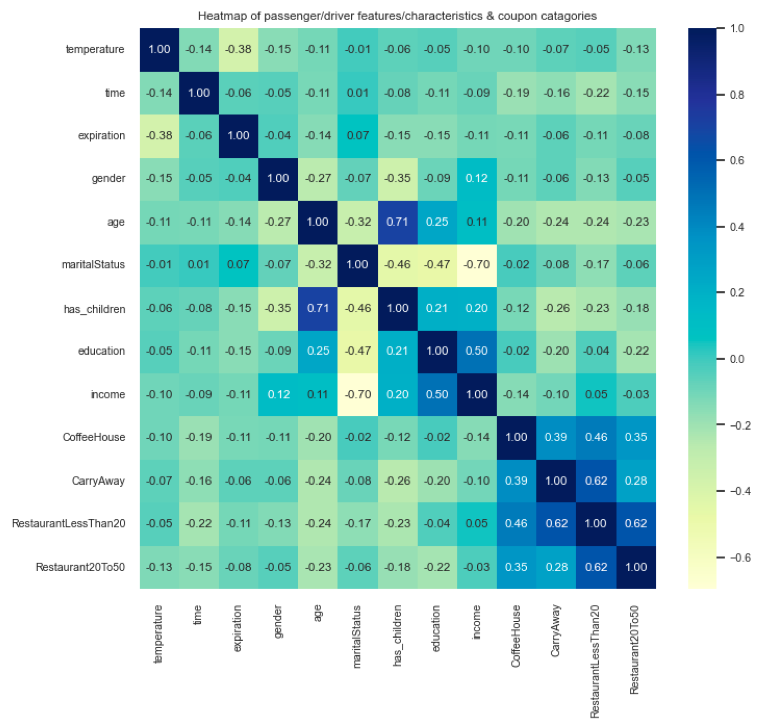 Heatmap of passenger/driver features/characteristics & coupon catagories
temperature 1.00 -0.14 -0.38 -0.15 -0.11 -0.01 -0.06 -0.05 -0.10 -0.10 -0.07 -0.05 -0.13
time -0.14 1.00 -0.06 -0.05 -0.11 0.01 -0.08 -0.11 -0.09 -0.19 -0.16 -0.22 -0.15
expiration -0.38 -0.06 1.00 -0.04 -0.14 0.07 -0.15 -0.15 -0.11 -0.11 -0.06 -0.11 -0.08
gender -0.15 -0.05 -0.04 1.00 -0.27 -0.07 -0.35 -0.09 0.12 -0.11 -0.06 -0.13 -0.05
age -0.11 -0.11 -0.14 -0.27 1.00 -0.32 0.71 0.25 0.11 -0.20 -0.24 -0.24 -0.23
maritalStatus -0.01 0.01 0.07 -0.07 -0.32 1.00 -0.46 -0.47 -0.70 -0.02 -0.08 -0.17 -0.06
has_children -0.06 -0.08 -0.15 -0.35 0.71 -0.46 1.00 0.21 0.20 -0.12 -0.26 -0.23 -0.18
education -0.05 -0.11 -0.15 -0.09 0.25 -0.47 0.21 1.00 0.50 -0.02 -0.20 -0.04 -0.22
income -0.10 -0.09 -0.11 0.12 0.11 -0.70 0.20 0.50 1.00 -0.14 -0.10 0.05 -0.03
CoffeeHouse -0.10 -0.19 -0.11 -0.11 -0.20 -0.02 -0.12 -0.02 -0.14 1.00 0.39 0.46 0.35
CarryAway -0.07 -0.16 -0.06 -0.06 -0.24 -0.08 -0.26 -0.20 -0.10 0.39 1.00 0.62 0.28
RestaurantLessThan20 -0.05 -0.22 -0.11 -0.13 -0.24 -0.17 -0.23 -0.04 0.05 0.46 0.62 1.00 0.62
Restaurant20To50 -0.13 -0.15 -0.08 -0.05 -0.23 -0.06 -0.18 -0.22 -0.03 0.35 0.28 0.62 1.00
temperature time expiration gender age maritalStatus has_children education income CoffeeHouse CarryAway RestaurantLessThan20 Restaurant20To50
1.0
0.8
0.6
0.4
0.2
0.0
−0.2
−0.4
−0.6